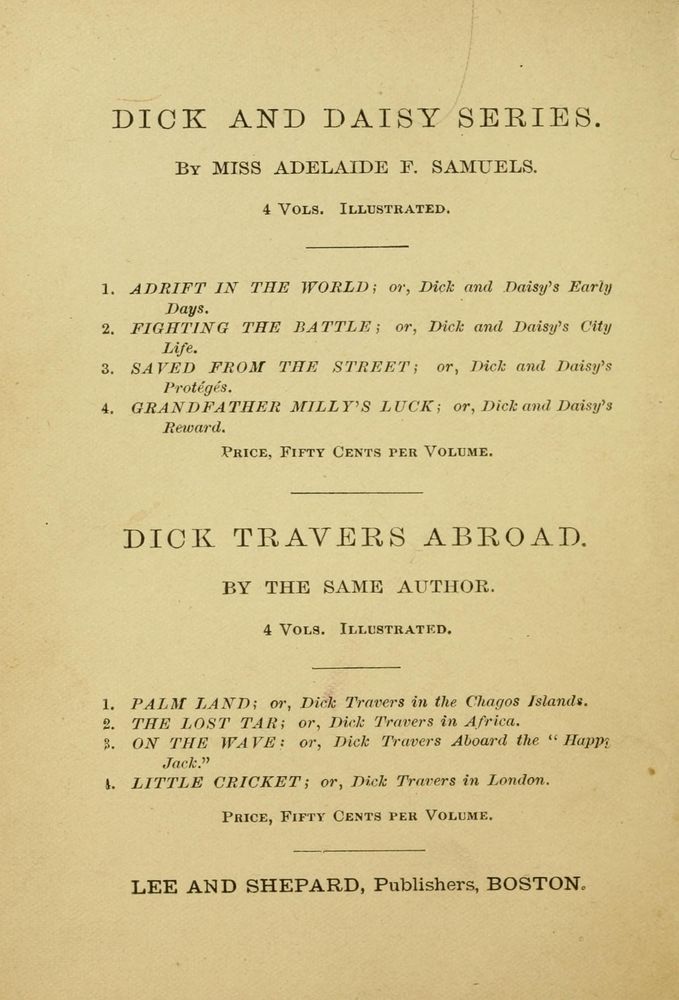 DICK AND DAISY SERIES.
BY MISS ADELAIDE F. SAMUELS.
4 VOLS. ILLUSTRATED.
1. ADRIFT IN THE WORLD; or, Dick and Daisy's Early
Days.
2. FIGHTING THE BATTLE; or, Dick and Daisy's City
Life.
3. SAVED FROM THE STREET; or, Dick and Daisy's
Protégés.
4. GRANDFATHER MILLY'S LUCK; or, Dick and Daisy's
Reward.
PRICE, FIFTY CENTS PER VOLUME.
DICK TRAVERS ABROAD.
BY THE SAME AUTHOR.
4 VOLS. ILLUSTRATED.
1. PALM LAND; or, Dick Travers in the Chagos Islands.
2. THE LOST TAR; or, Dick Travers in Africa.
3. ON THE WAVE: or, Dick Travers Aboard the "Happy
Jack."
4. LITTLE CRICKET; or, Dick Travers in London.
PRICE, FIFTY CENTS PER VOLUME.
LEE AND SHEPARD, Publishers, BOSTON.